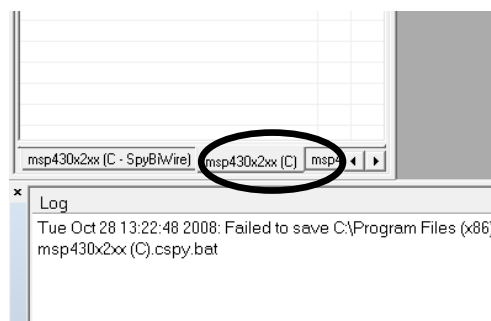 msp430x2xx (C - SpyBiWire) msp430x2xx (C) msp4
Log
Tue Oct 28 13:22:48 2008: Failed to save C:\Program Files (x86)
msp430x2xx (C).cspy.bat